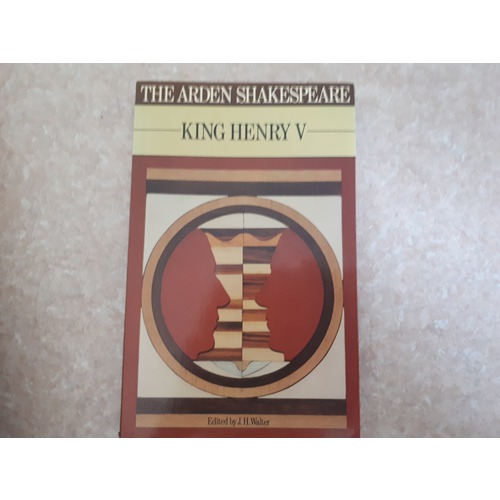 THE ARDEN SHAKESPEARE
KING HENRY V
Edited by J. H. Walter